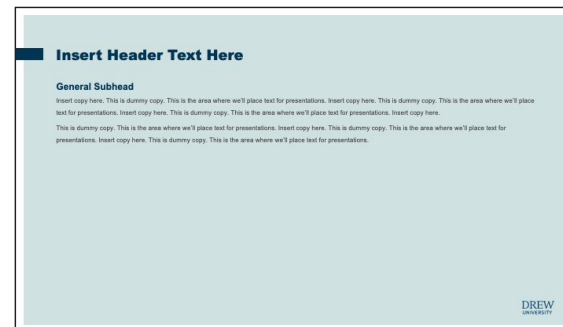 Insert Header Text Here
General Subhead
Insert copy here. This is dummy copy. This is the area where we'll place text for presentations. Insert copy here. This is dummy copy. This is the area where we'll place
text for presentations. Insert copy here. This is dummy copy. This is the area where we'll place text for presentations. Insert copy here.
This is dummy copy. This is the area where we'll place text for presentations. Insert copy here. This is dummy copy. This is the area where we'll place text for
presentations. Insert copy here. This is dummy copy. This is the area where we'll place text for presentations.
DREW
UNIVERSITY